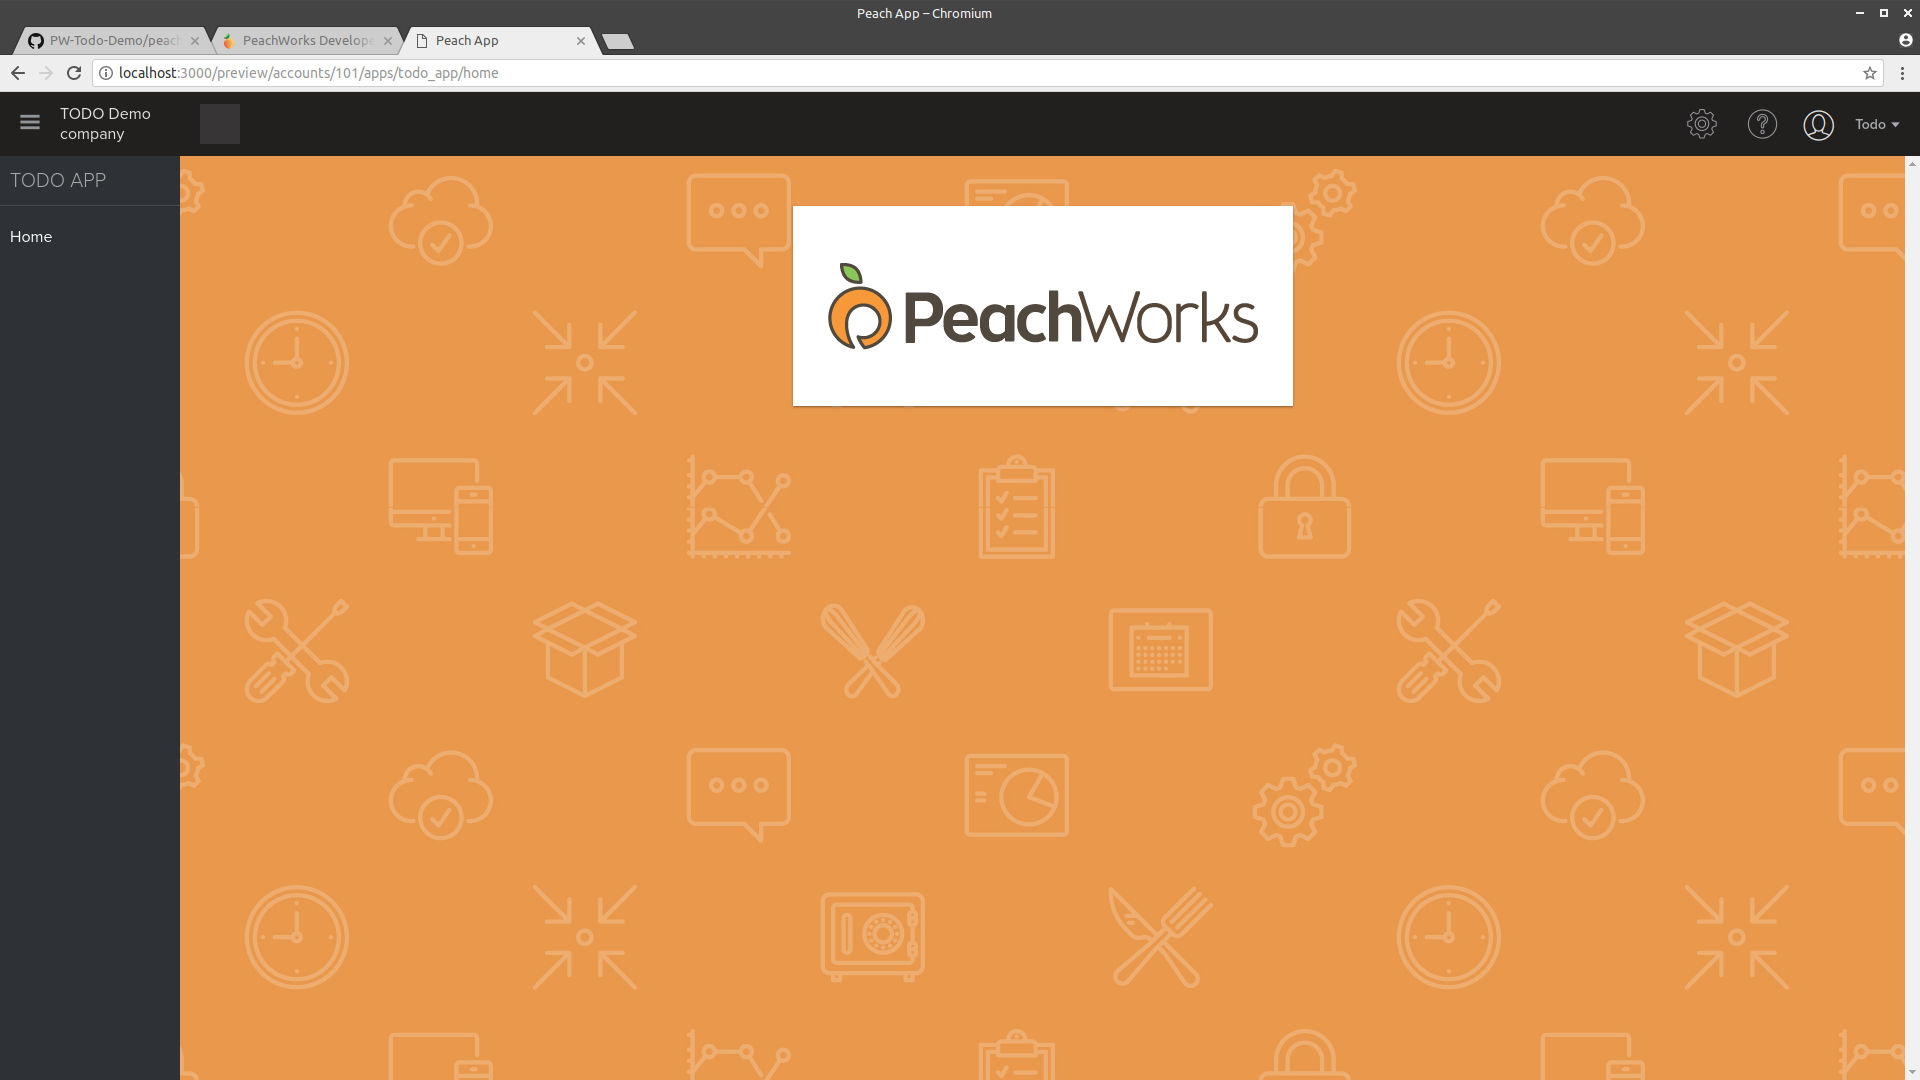 Peach App – Chromium
PW-Todo-Demo/peach
PeachWorks Develope
Peach App
localhost:3000/preview/accounts/101/apps/todo_app/home
TODO Demo
company
Todo
TODO APP
Home
PeachWorks